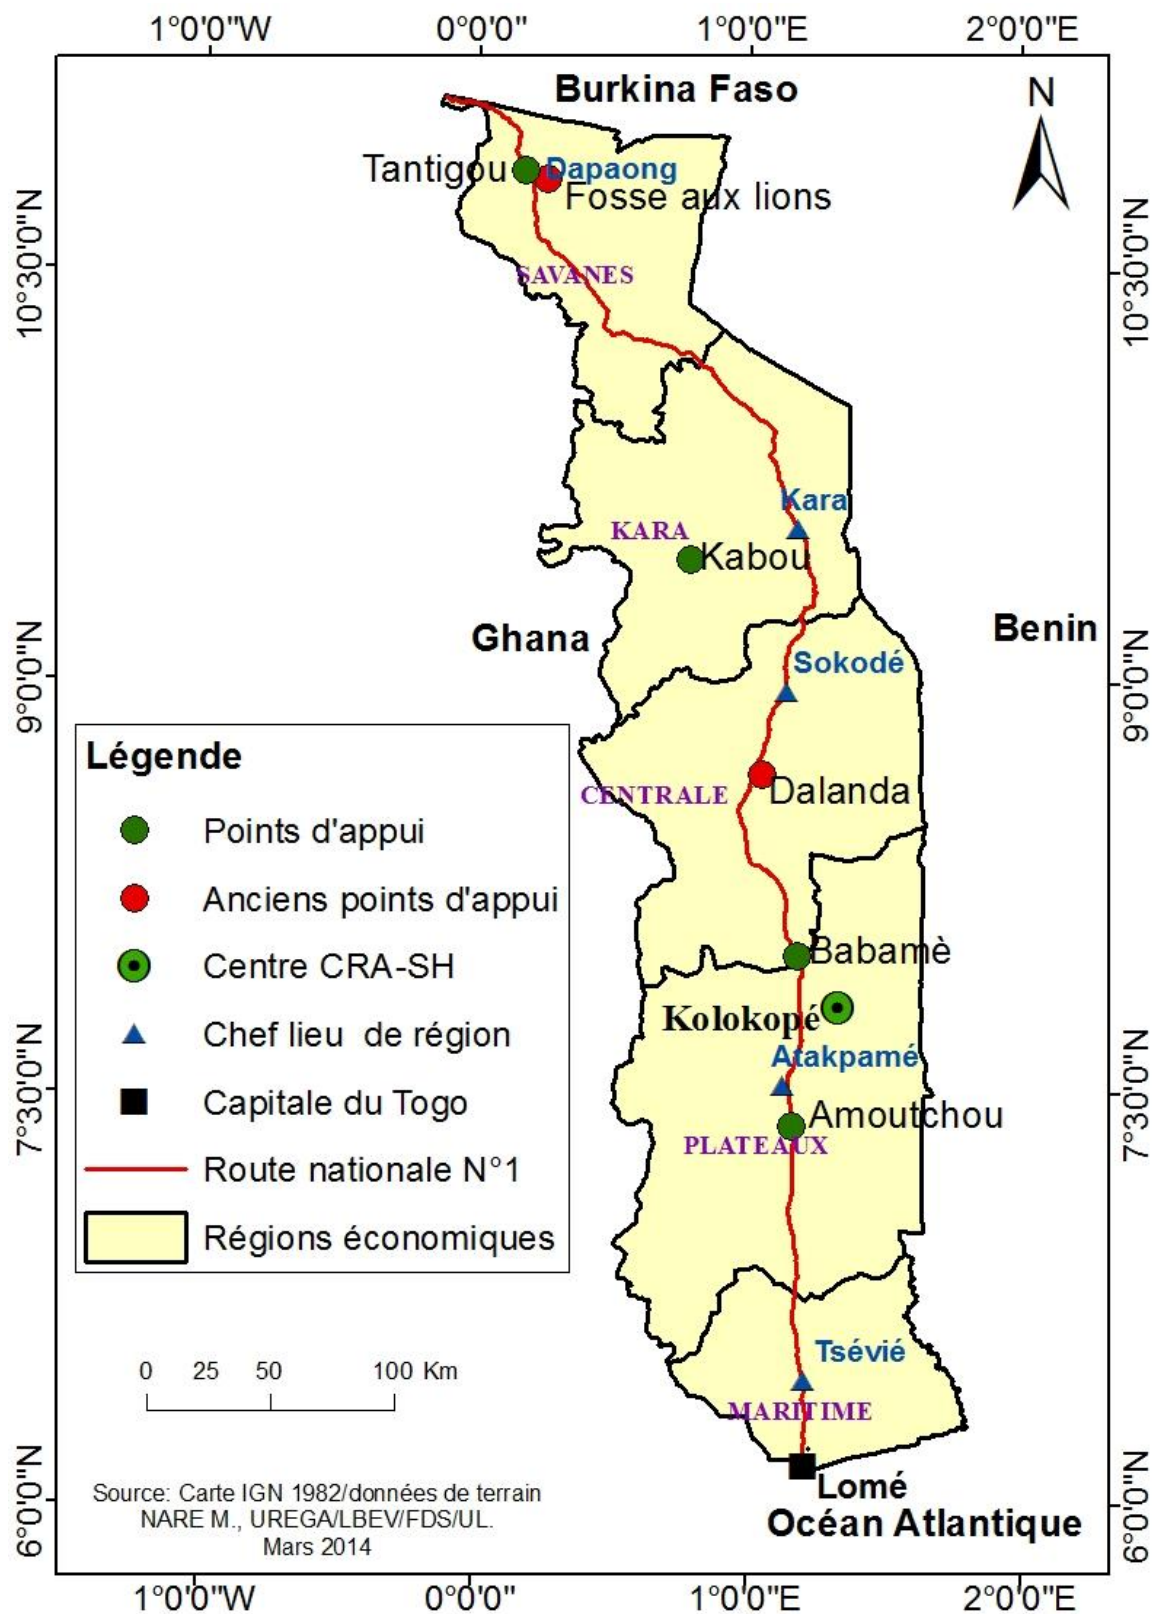 1°0'0"W 0°0'0" 1°0'0"E 2°0'0"E
Burkina Faso
N
Tantigou
Dapaong
Fosse aux lions
10°30'0"N
10°30'0"N
SAVANES
Kara
KARA
Kabou
Ghana
Benin
9°0'0"N
9°0'0"N
Sokodé
CENTRALE
Dalanda
Babamè
Kolokopé
Atakpamé
Amoutchou
PLATEAUX
7°30'0"N
7°30'0"N
Légende
Points d'appui
Anciens points d'appui
Centre CRA-SH
Chef lieu de région
Capitale du Togo
Route nationale N°1
Régions économiques
Tsévié
MARITIME
0 25 50 100 Km
Lomé
Océan Atlantique
6°0'0"N
6°0'0"N
Source: Carte IGN 1982/données de terrain
NARE M., UREGA/LBEV/FDS/UL.
Mars 2014
1°0'0"W 0°0'0" 1°0'0"E 2°0'0"E